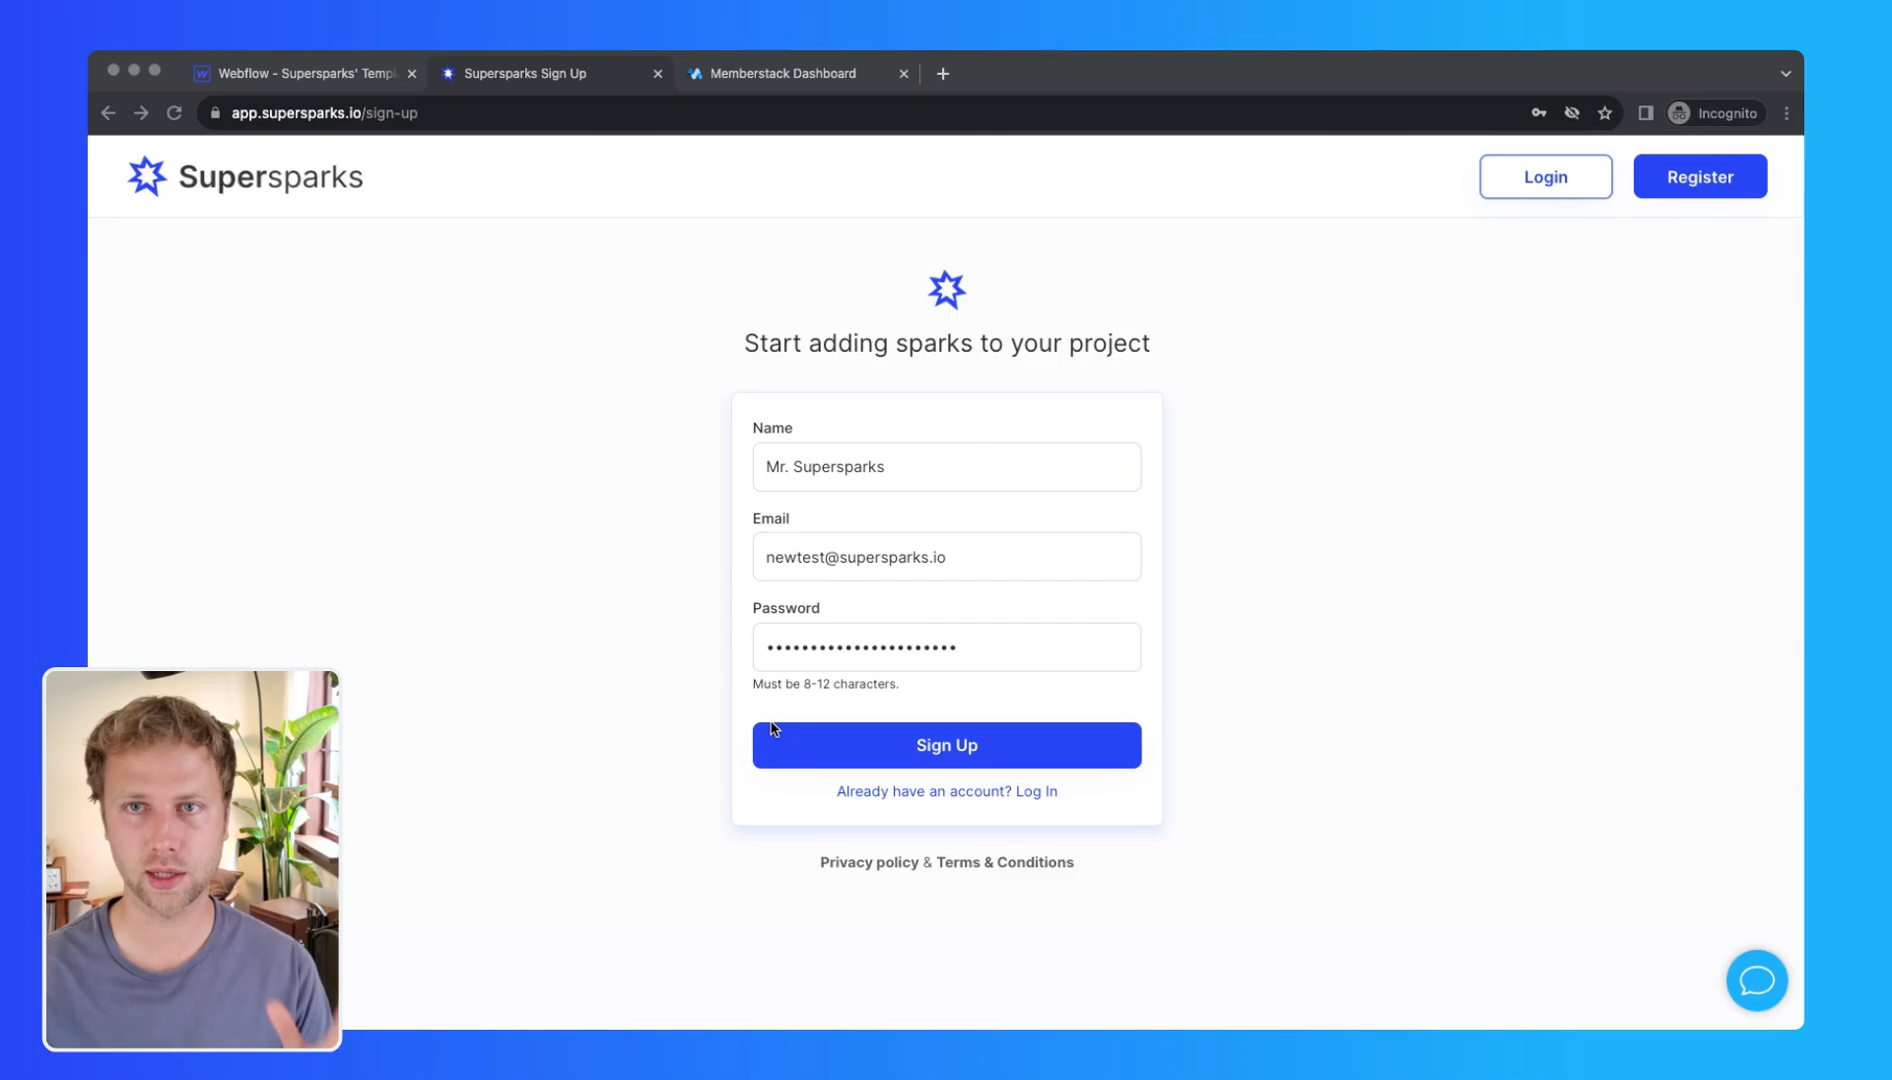 Webflow - Supersparks' Templ
Supersparks Sign Up
Memberstack Dashboard
app.supersparks.io/sign-up
Incognito
Supersparks
Login
Register
Start adding sparks to your project
Name
Mr. Supersparks
Email
newtest@supersparks.io
Password
••••••••••••••••••••••
Must be 8-12 characters.
Sign Up
Already have an account? Log In
Privacy policy & Terms & Conditions